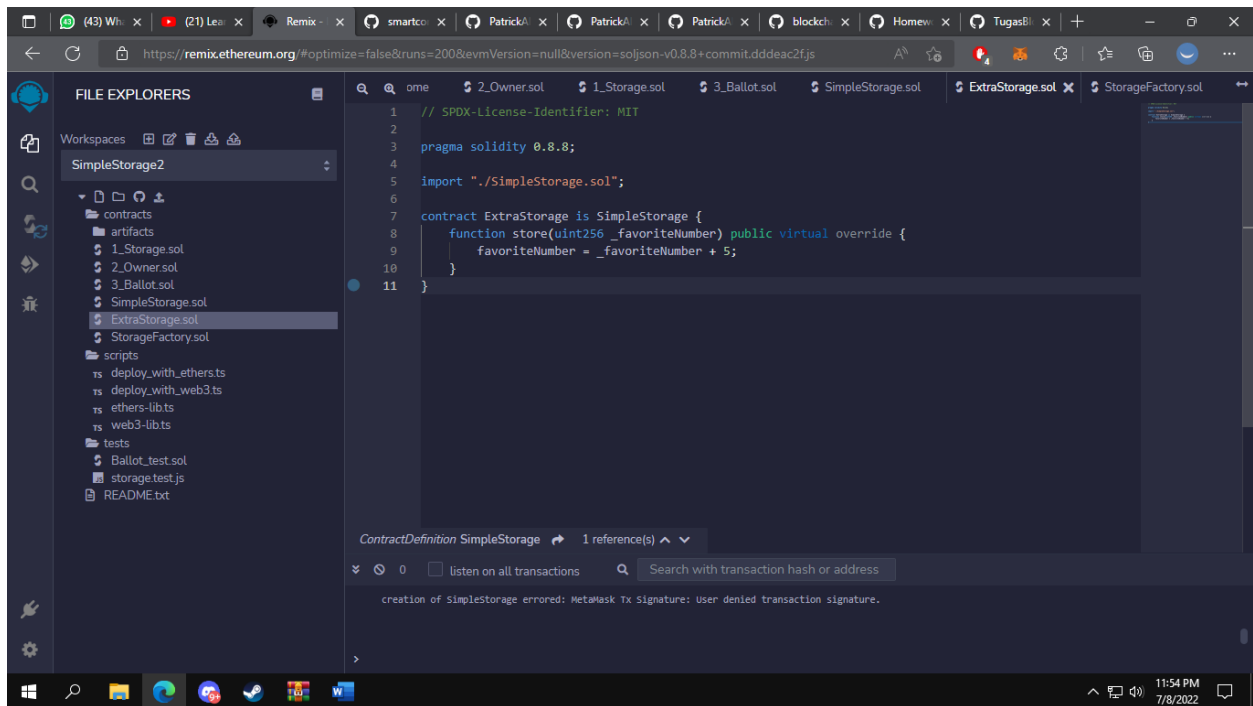 (43) Wh
(21) Lear
Remix -
smartco
PatrickA
PatrickAl
PatrickA
blockch
Homew
TugasBl
https://remix.ethereum.org/#optimize=false&runs=200&evmVersion=null&version=soljson-v0.8.8+commit.dddeac2f.js
FILE EXPLORERS
ome
2_Owner.sol
1_Storage.sol
3_Ballot.sol
SimpleStorage.sol
ExtraStorage.sol
StorageFactory.sol
Workspaces
SimpleStorage2
contracts
artifacts
1_Storage.sol
2_Owner.sol
3_Ballot.sol
SimpleStorage.sol
ExtraStorage.sol
StorageFactory.sol
scripts
TS deploy_with_ethers.ts
TS deploy_with_web3.ts
TS ethers-lib.ts
TS web3-lib.ts
tests
Ballot_test.sol
storage.test.js
README.txt
1 // SPDX-License-Identifier: MIT
2
3 pragma solidity 0.8.8;
4
5 import "./SimpleStorage.sol";
6
7 contract ExtraStorage is SimpleStorage {
8 function store(uint256 _favoriteNumber) public virtual override {
9 favoriteNumber = _favoriteNumber + 5;
10 }
11 }
ContractDefinition SimpleStorage 1 reference(s)
0 listen on all transactions Search with transaction hash or address
creation of SimpleStorage errored: MetaMask Tx Signature: User denied transaction signature.
>
11:54 PM
7/8/2022